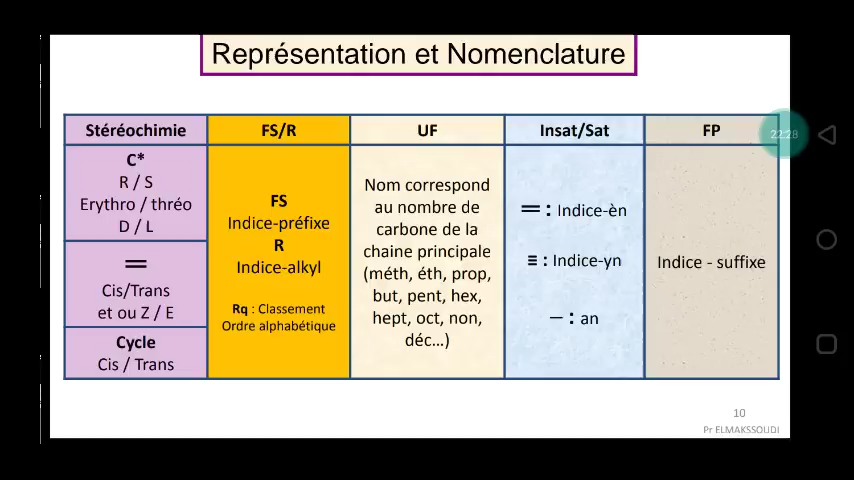 Représentation et Nomenclature
Stéréochimie
FS/R
UF
Insat/Sat
FP
22:28
C*
R / S
Erythro / thréo
D / L
=
Cis/Trans
et ou Z / E
Cycle
Cis / Trans
FS
Indice-préfixe
R
Indice-alkyl
Rq : Classement
Ordre alphabétique
Nom correspond
au nombre de
carbone de la
chaine principale
(méth, éth, prop,
but, pent, hex,
hept, oct, non,
déc...)
= : Indice-èn
≡ : Indice-yn
– : an
Indice - suffixe
10
Pr ELMAKSSOUDI